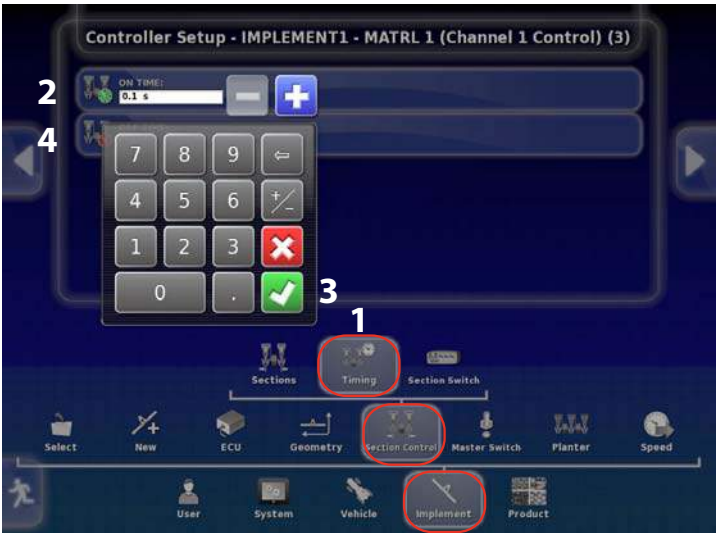 Controller Setup - IMPLEMENT1 - MATRL 1 (Channel 1 Control) (3)
2
ON TIME:
0.1 s
4
7 8 9 ⇦
4 5 6 +/−
1 2 3
0 .
3
1
Sections Timing Section Switch
Select New ECU Geometry Section Control Master Switch Planter Speed
User System Vehicle Implement Product